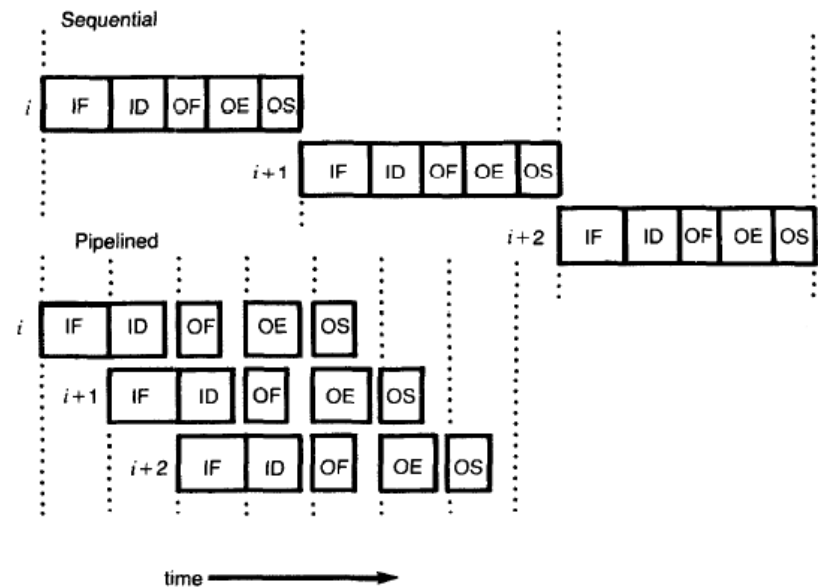 Sequential
i IF ID OF OE OS
i+1 IF ID OF OE OS
i+2 IF ID OF OE OS
Pipelined
i IF ID OF OE OS
i+1 IF ID OF OE OS
i+2 IF ID OF OE OS
time